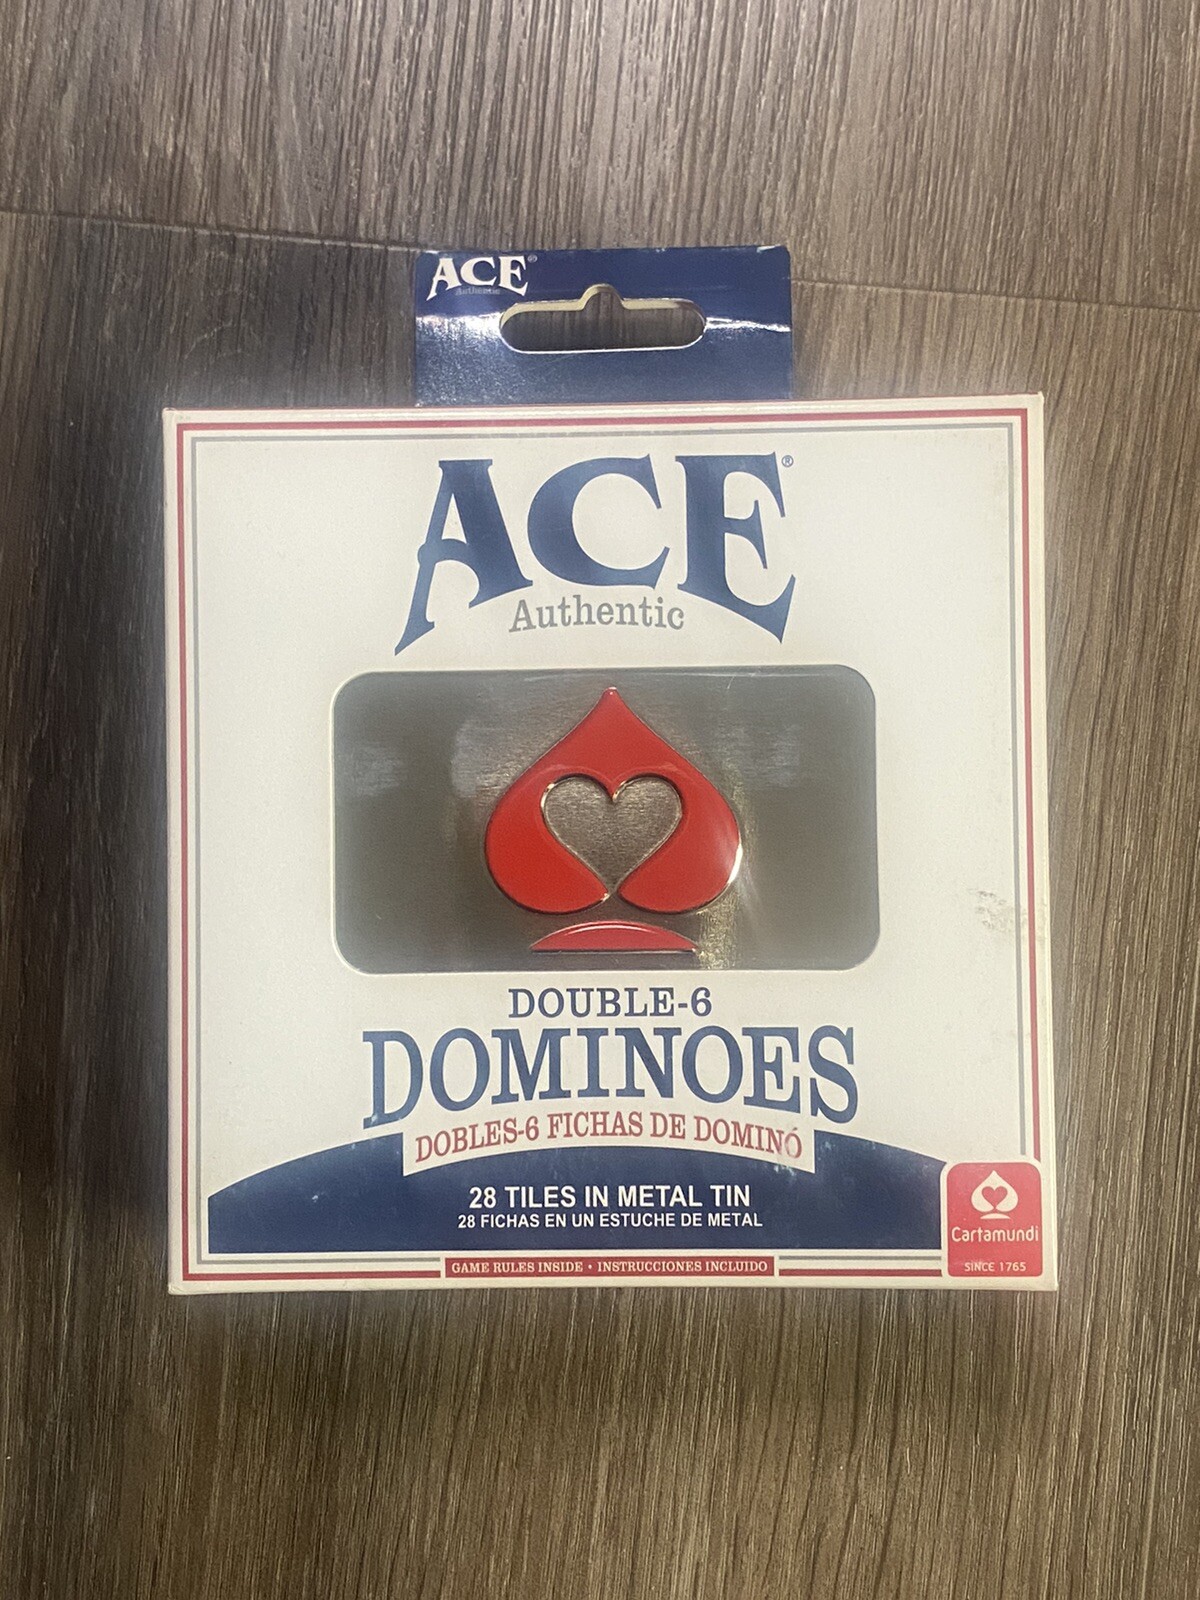 ACE®
Authentic
ACE®
Authentic
DOUBLE-6
DOMINOES
DOBLES-6 FICHAS DE DOMINÓ
28 TILES IN METAL TIN
28 FICHAS EN UN ESTUCHE DE METAL
Cartamundi
SINCE 1765
GAME RULES INSIDE • INSTRUCCIONES INCLUIDO